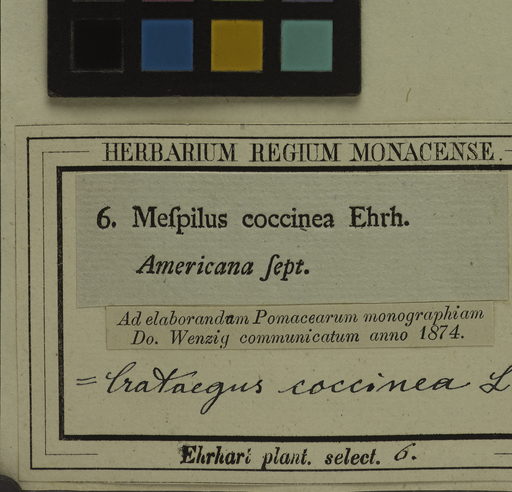 HERBARIUM REGIUM MONACENSE.
6. Meſpilus coccinea Ehrh.
Americana ſept.
Ad elaborandam Pomacearum monographiam
Do. Wenzig communicatum anno 1874.
= Crataegus coccinea L
Ehrhart plant. select. 6.